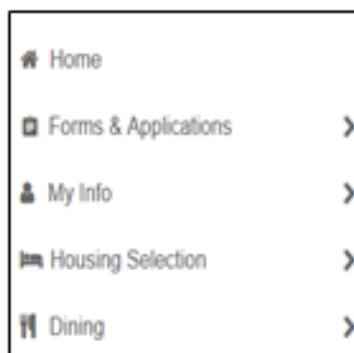 Home
Forms & Applications
My Info
Housing Selection
Dining